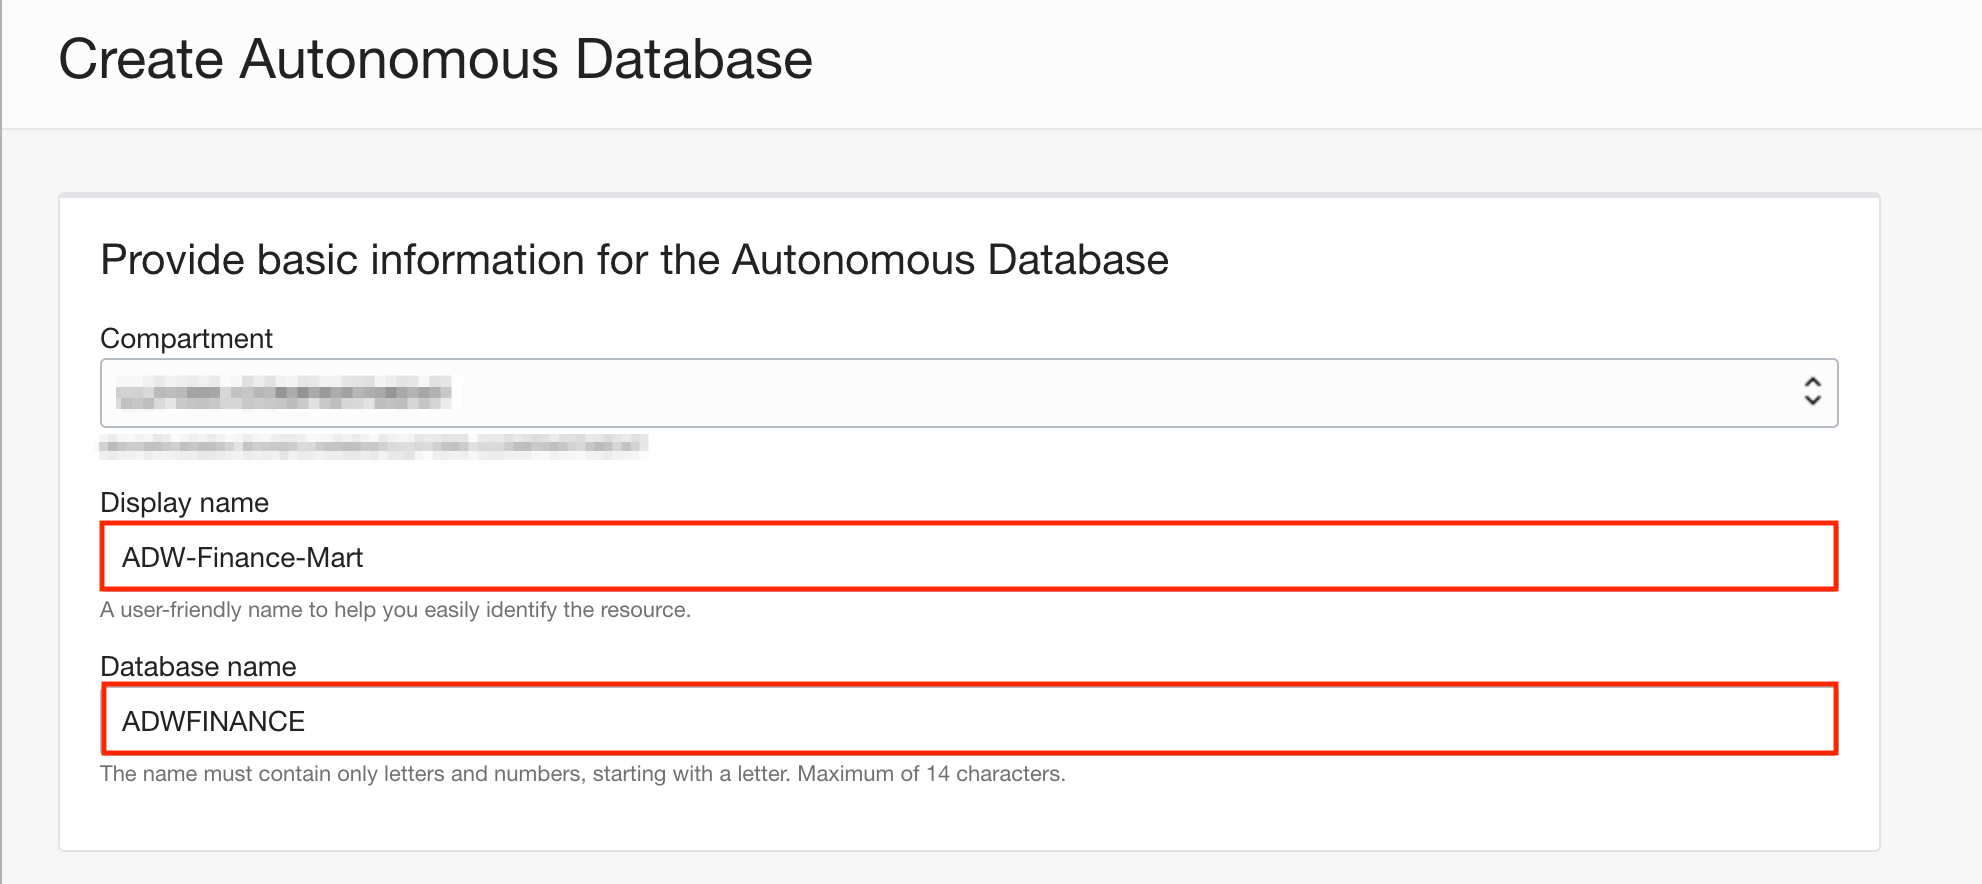 Create Autonomous Database
Provide basic information for the Autonomous Database
Compartment
Display name
ADW-Finance-Mart
A user-friendly name to help you easily identify the resource.
Database name
ADWFINANCE
The name must contain only letters and numbers, starting with a letter. Maximum of 14 characters.